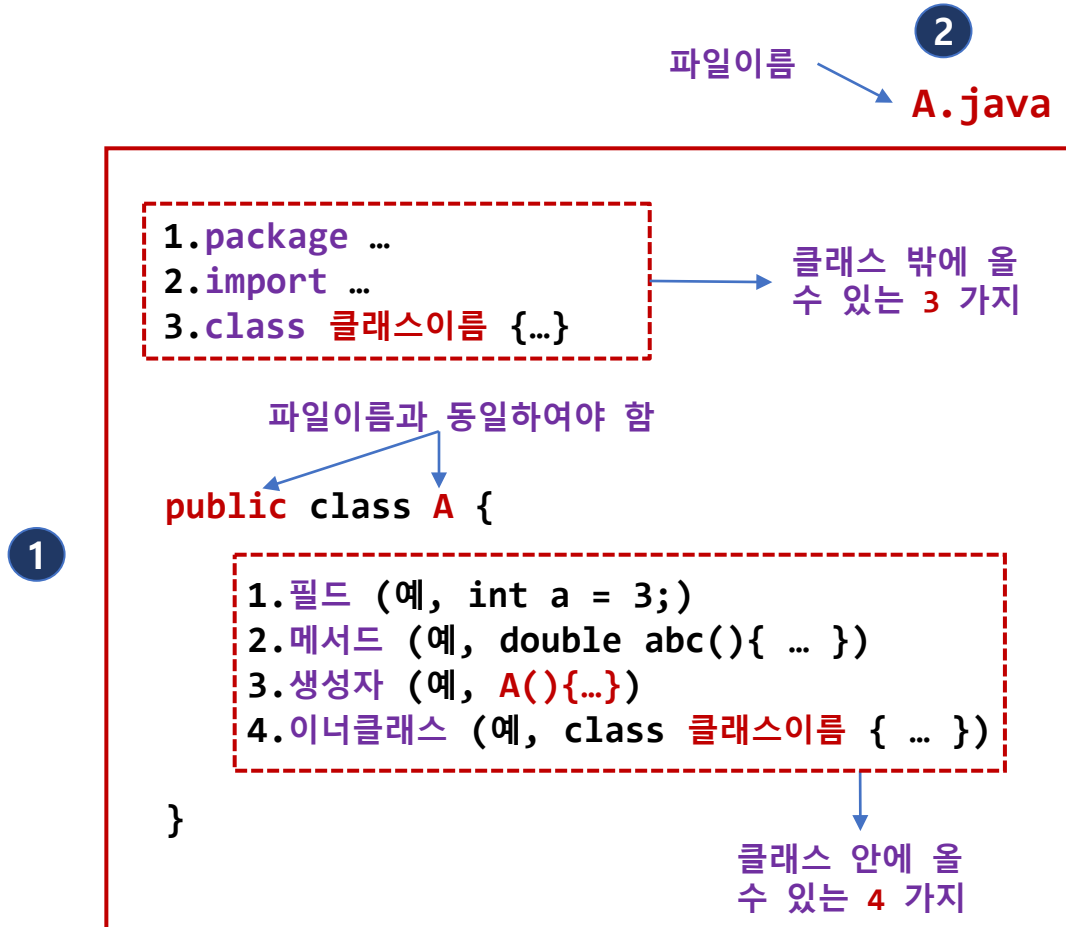 2
파일이름
A.java
1.package …
2.import …
3.class 클래스이름 {…}
클래스 밖에 올
수 있는 3 가지
파일이름과 동일하여야 함
public class A {
1
1.필드 (예, int a = 3;)
2.메서드 (예, double abc(){ … })
3.생성자 (예, A(){…})
4.이너클래스 (예, class 클래스이름 { … })
}
클래스 안에 올
수 있는 4 가지